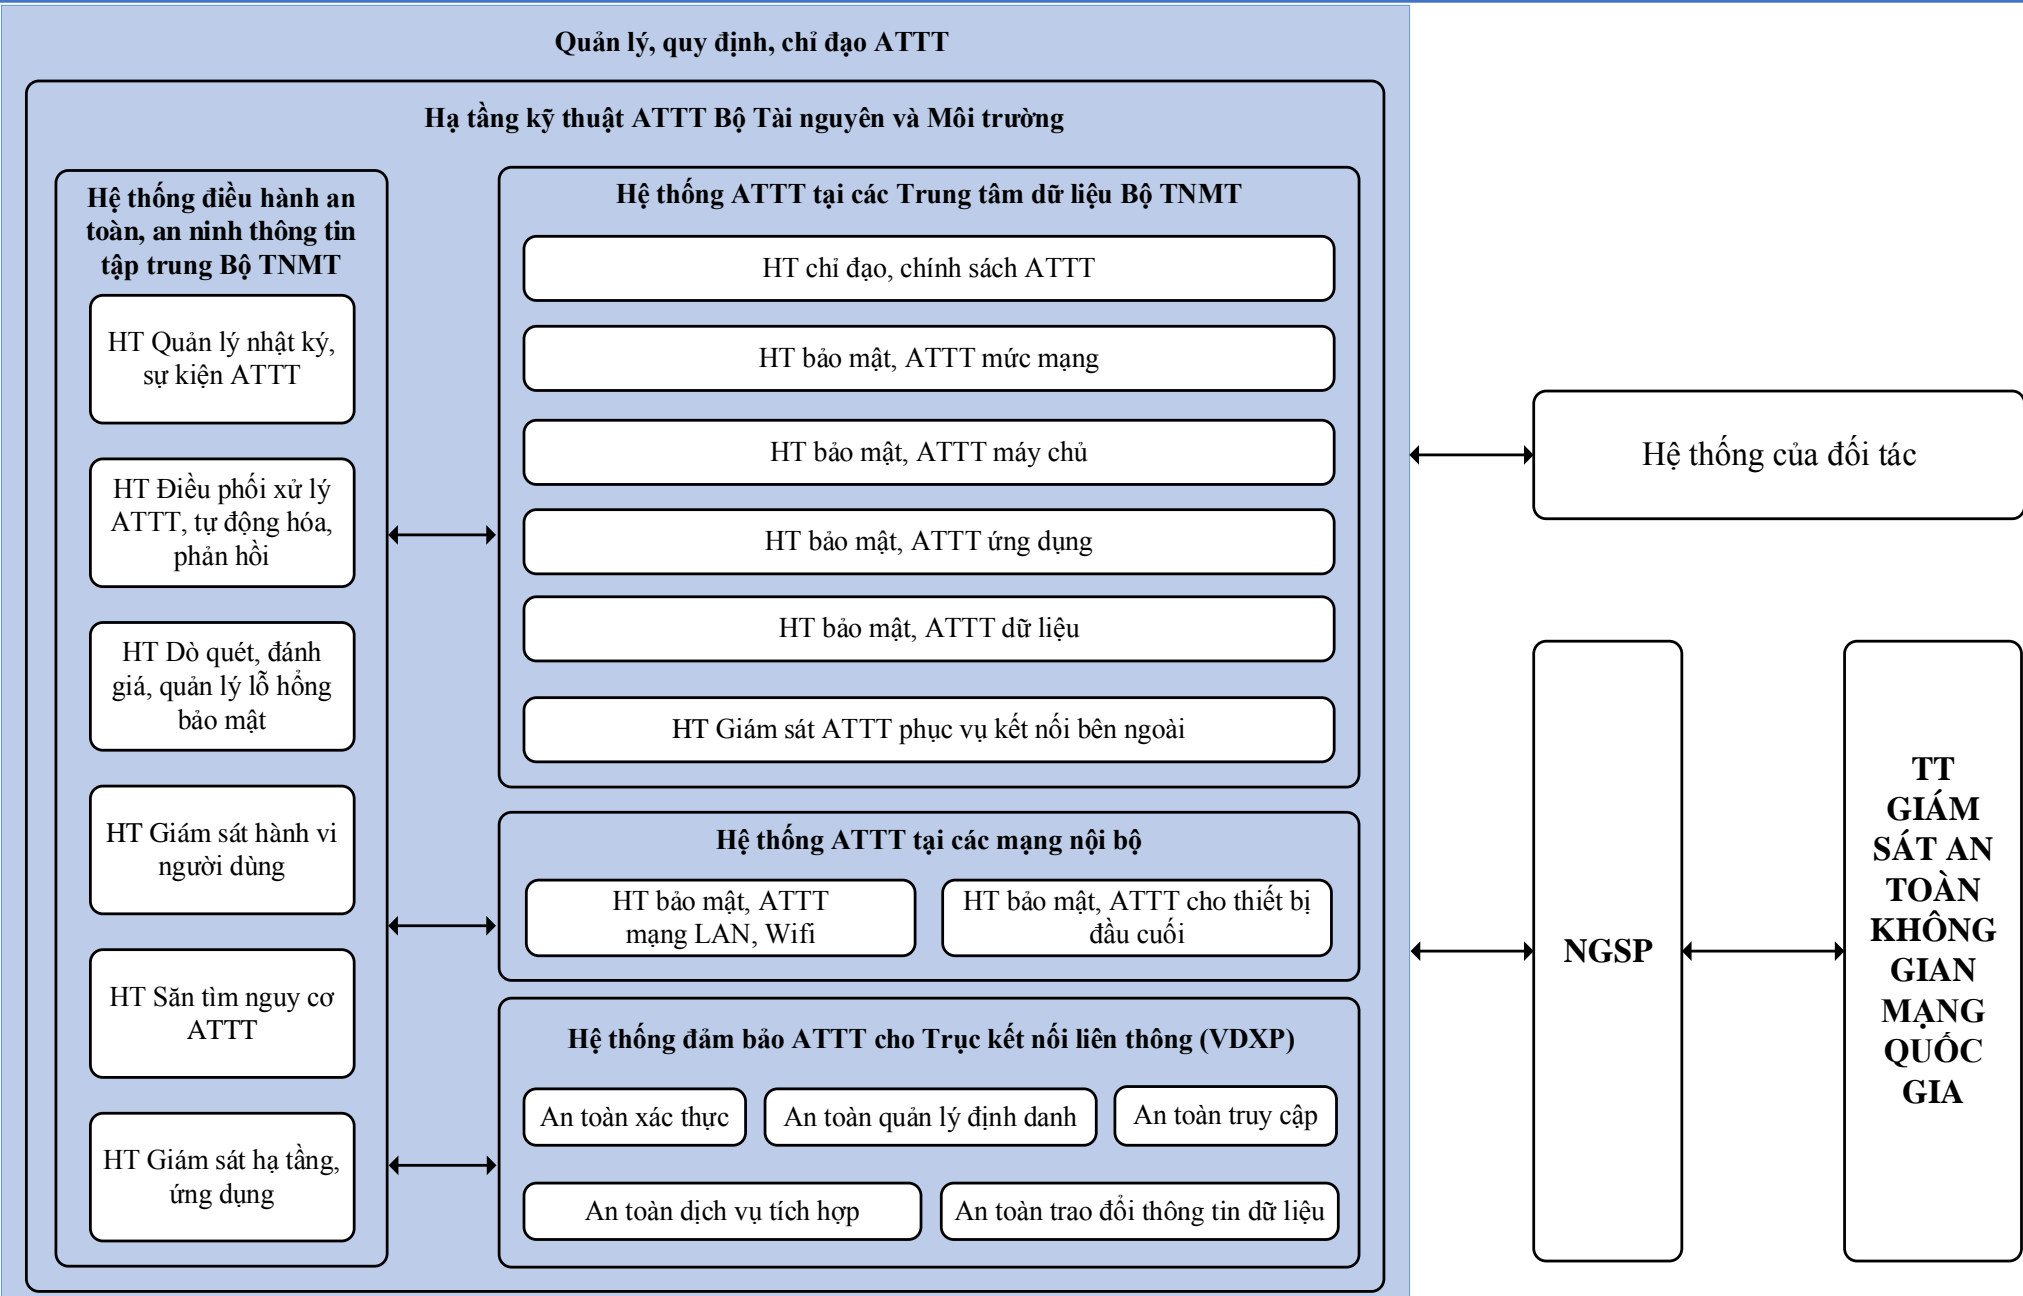 Quản lý, quy định, chỉ đạo ATTT
Hạ tầng kỹ thuật ATTT Bộ Tài nguyên và Môi trường
Hệ thống điều hành an
toàn, an ninh thông tin
tập trung Bộ TNMT
HT Quản lý nhật ký,
sự kiện ATTT
HT Điều phối xử lý
ATTT, tự động hóa,
phản hồi
HT Dò quét, đánh
giá, quản lý lỗ hổng
bảo mật
HT Giám sát hành vi
người dùng
HT Săn tìm nguy cơ
ATTT
HT Giám sát hạ tầng,
ứng dụng
Hệ thống ATTT tại các Trung tâm dữ liệu Bộ TNMT
HT chỉ đạo, chính sách ATTT
HT bảo mật, ATTT mức mạng
HT bảo mật, ATTT máy chủ
HT bảo mật, ATTT ứng dụng
HT bảo mật, ATTT dữ liệu
HT Giám sát ATTT phục vụ kết nối bên ngoài
Hệ thống ATTT tại các mạng nội bộ
HT bảo mật, ATTT
mạng LAN, Wifi
HT bảo mật, ATTT cho thiết bị
đầu cuối
Hệ thống đảm bảo ATTT cho Trục kết nối liên thông (VDXP)
An toàn xác thực
An toàn quản lý định danh
An toàn truy cập
An toàn dịch vụ tích hợp
An toàn trao đổi thông tin dữ liệu
Hệ thống của đối tác
NGSP
TT
GIÁM
SÁT AN
TOÀN
KHÔNG
GIAN
MẠNG
QUỐC
GIA